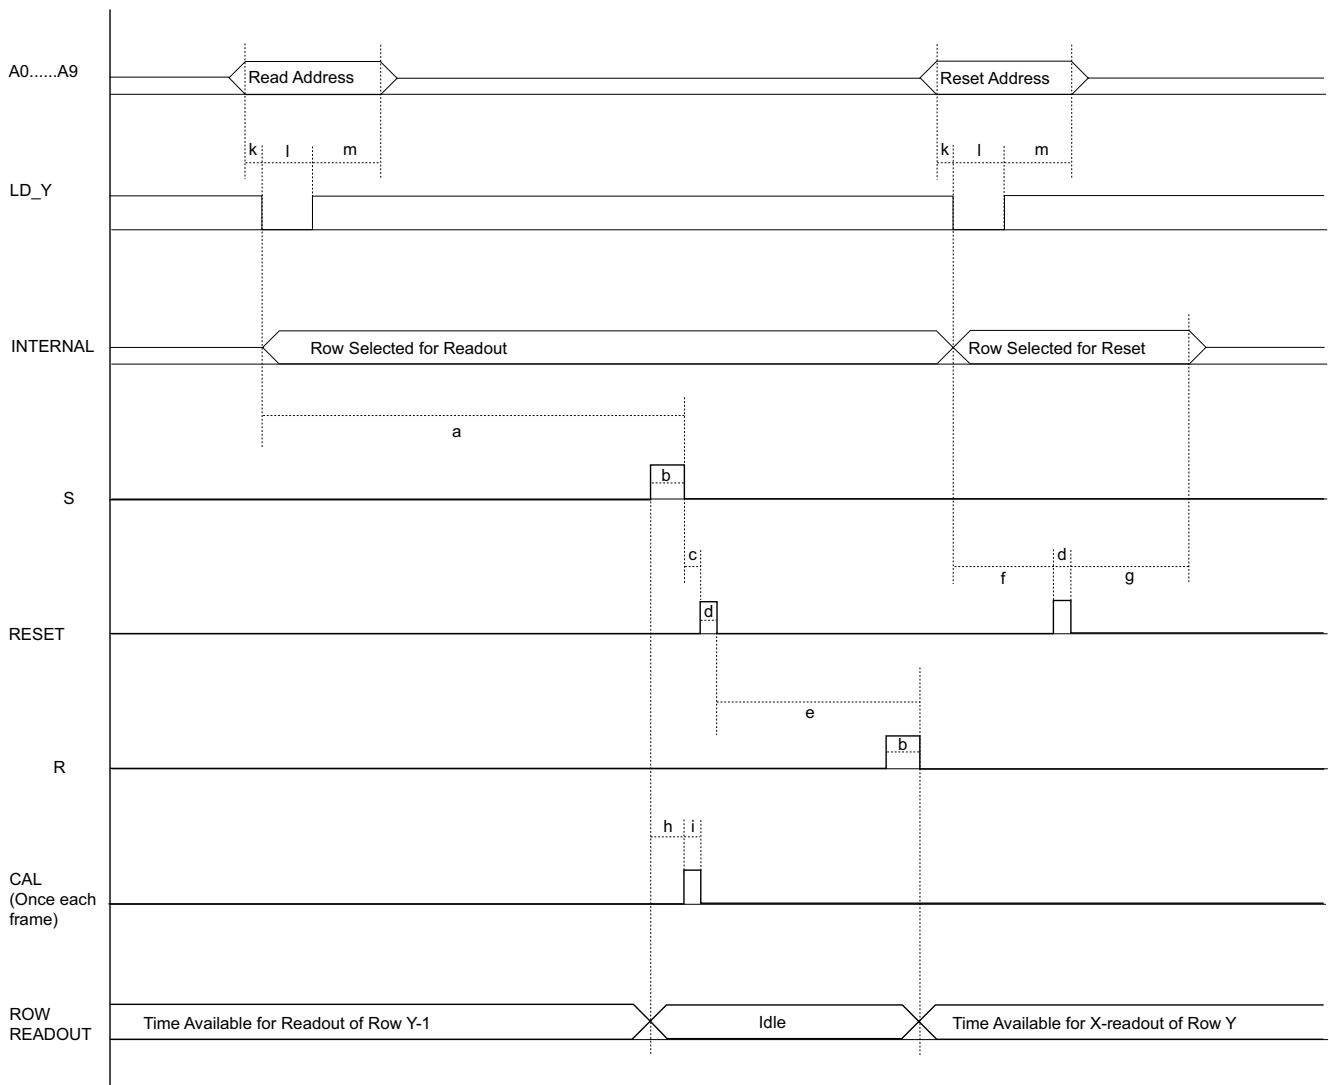 A0......A9
Read Address
Reset Address
k l m
k l m
LD_Y
INTERNAL
Row Selected for Readout
Row Selected for Reset
a
b
S
c
d
f
g
d
RESET
e
b
R
h i
CAL
(Once each
frame)
ROW
READOUT
Time Available for Readout of Row Y-1
Idle
Time Available for X-readout of Row Y